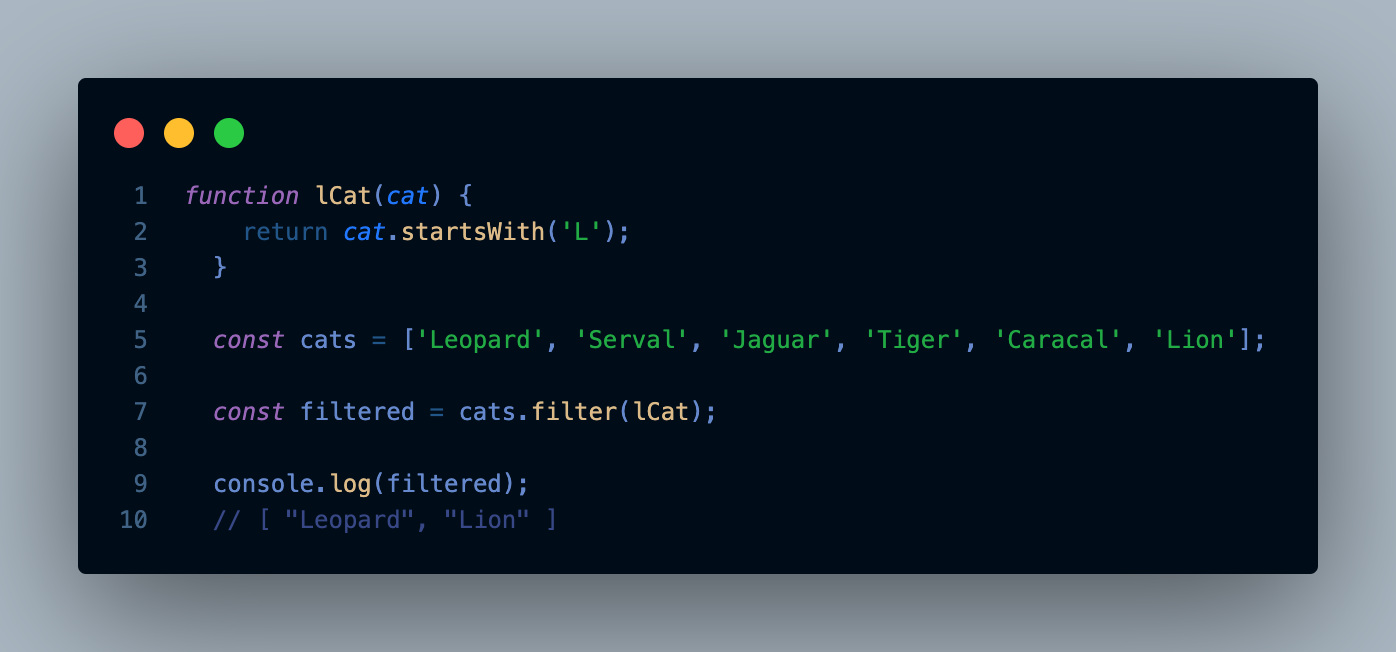 1 function lCat(cat) {
2     return cat.startsWith('L');
3   }
4
5   const cats = ['Leopard', 'Serval', 'Jaguar', 'Tiger', 'Caracal', 'Lion'];
6
7   const filtered = cats.filter(lCat);
8
9   console.log(filtered);
10   // [ "Leopard", "Lion" ]